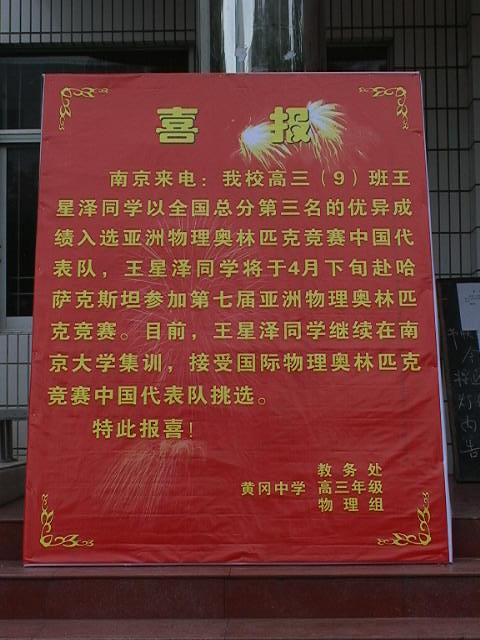 喜报
南京来电：我校高三（9）班王
星泽同学以全国总分第三名的优异成
绩入选亚洲物理奥林匹克竞赛中国代
表队，王星泽同学将于4月下旬赴哈
萨克斯坦参加第七届亚洲物理奥林匹
克竞赛。目前，王星泽同学继续在南
京大学集训，接受国际物理奥林匹克
竞赛中国代表队挑选。
特此报喜！
教务处
黄冈中学 高三年级
物理组